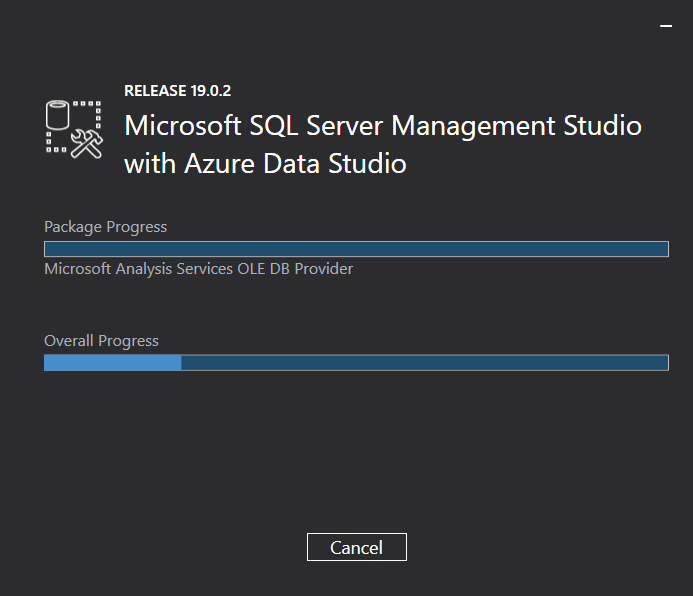 RELEASE 19.0.2
Microsoft SQL Server Management Studio
with Azure Data Studio
Package Progress
Microsoft Analysis Services OLE DB Provider
Overall Progress
Cancel